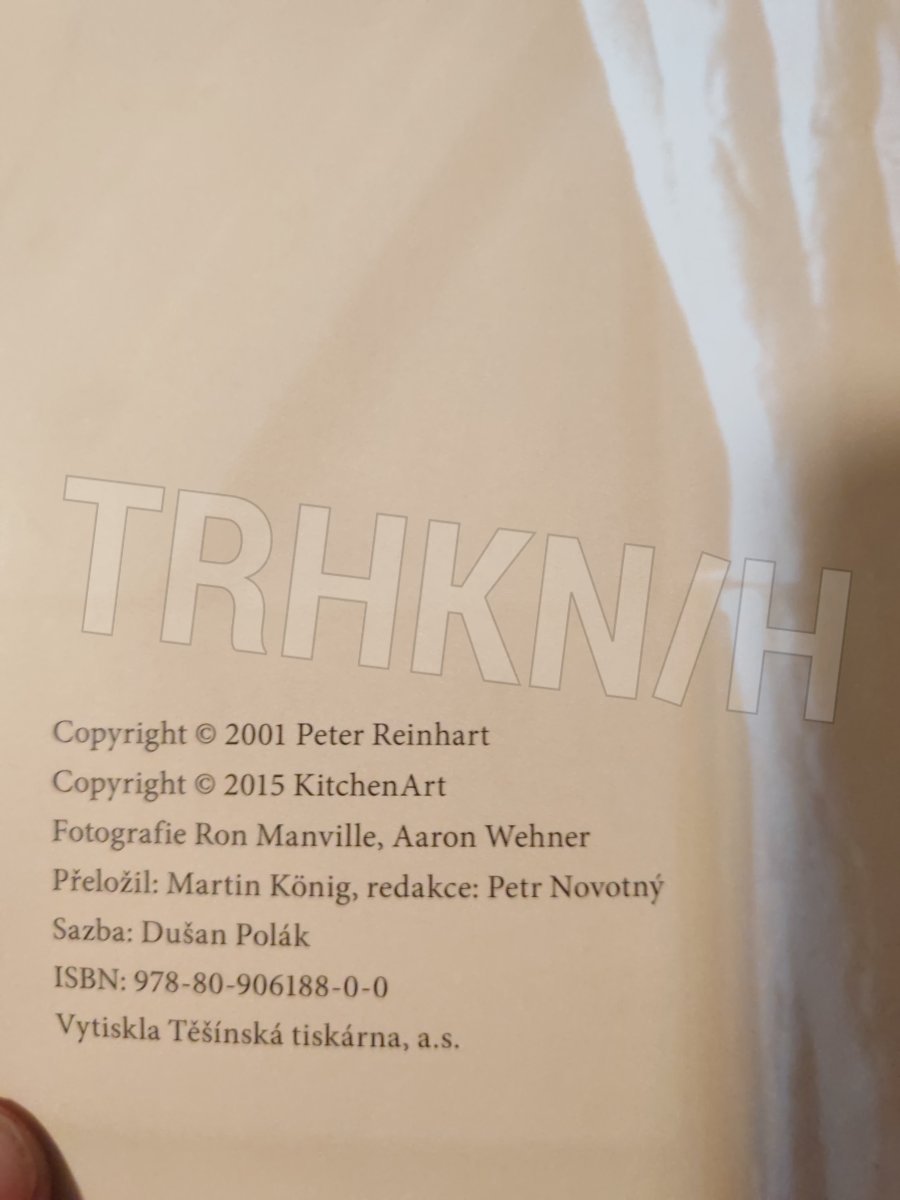 TRHKN/H
Copyright © 2001 Peter Reinhart
Copyright © 2015 KitchenArt
Fotografie Ron Manville, Aaron Wehner
Přeložil: Martin König, redakce: Petr Novotný
Sazba: Dušan Polák
ISBN: 978-80-906188-0-0
Vytiskla Těšínská tiskárna, a.s.